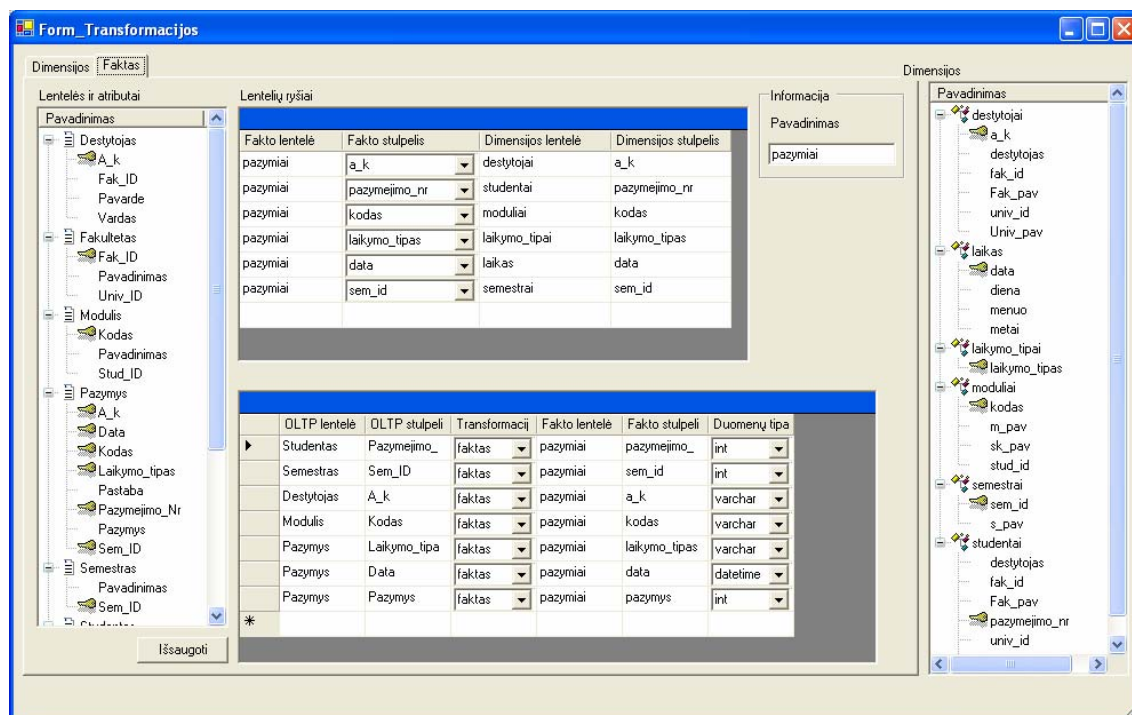 Form_Transformacijos
Dimensijos Faktas
Lentelės ir atributai
Pavadinimas
Destytojas
A_k
Fak_ID
Pavarde
Vardas
Fakultetas
Fak_ID
Pavadinimas
Univ_ID
Modulis
Kodas
Pavadinimas
Stud_ID
Pazymys
A_k
Data
Kodas
Laikymo_tipas
Pastaba
Pazymejimo_Nr
Pazymys
Sem_ID
Semestras
Pavadinimas
Sem_ID
Išsaugoti
Lentelių ryšiai
Fakto lentelė Fakto stulpelis Dimensijos lentelė Dimensijos stulpelis
pazymiai a_k destytojai a_k
pazymiai pazymejimo_nr studentai pazymejimo_nr
pazymiai kodas moduliai kodas
pazymiai laikymo_tipas laikymo_tipai laikymo_tipas
pazymiai data laikas data
pazymiai sem_id semestrai sem_id
Informacija
Pavadinimas
pazymiai
OLTP lentelė OLTP stulpeli Transformacij Fakto lentelė Fakto stulpeli Duomenų tipa
Studentas Pazymejimo_ faktas pazymiai pazymejimo_ int
Semestras Sem_ID faktas pazymiai sem_id int
Destytojas A_k faktas pazymiai a_k varchar
Modulis Kodas faktas pazymiai kodas varchar
Pazymys Laikymo_tipa faktas pazymiai laikymo_tipas varchar
Pazymys Data faktas pazymiai data datetime
Pazymys Pazymys faktas pazymiai pazymys int
Dimensijos
Pavadinimas
destytojai
a_k
destytojas
fak_id
Fak_pav
univ_id
Univ_pav
laikas
data
diena
menuo
metai
laikymo_tipai
laikymo_tipas
moduliai
kodas
m_pav
sk_pav
stud_id
semestrai
sem_id
s_pav
studentai
destytojas
fak_id
Fak_pav
pazymejimo_nr
univ_id